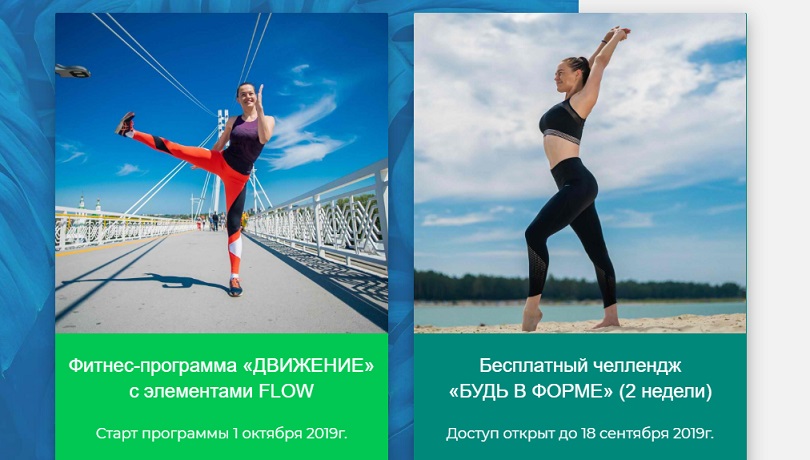 Фитнес-программа «ДВИЖЕНИЕ»
с элементами FLOW
Старт программы 1 октября 2019г.
Бесплатный челлендж
«БУДЬ В ФОРМЕ» (2 недели)
Доступ открыт до 18 сентября 2019г.